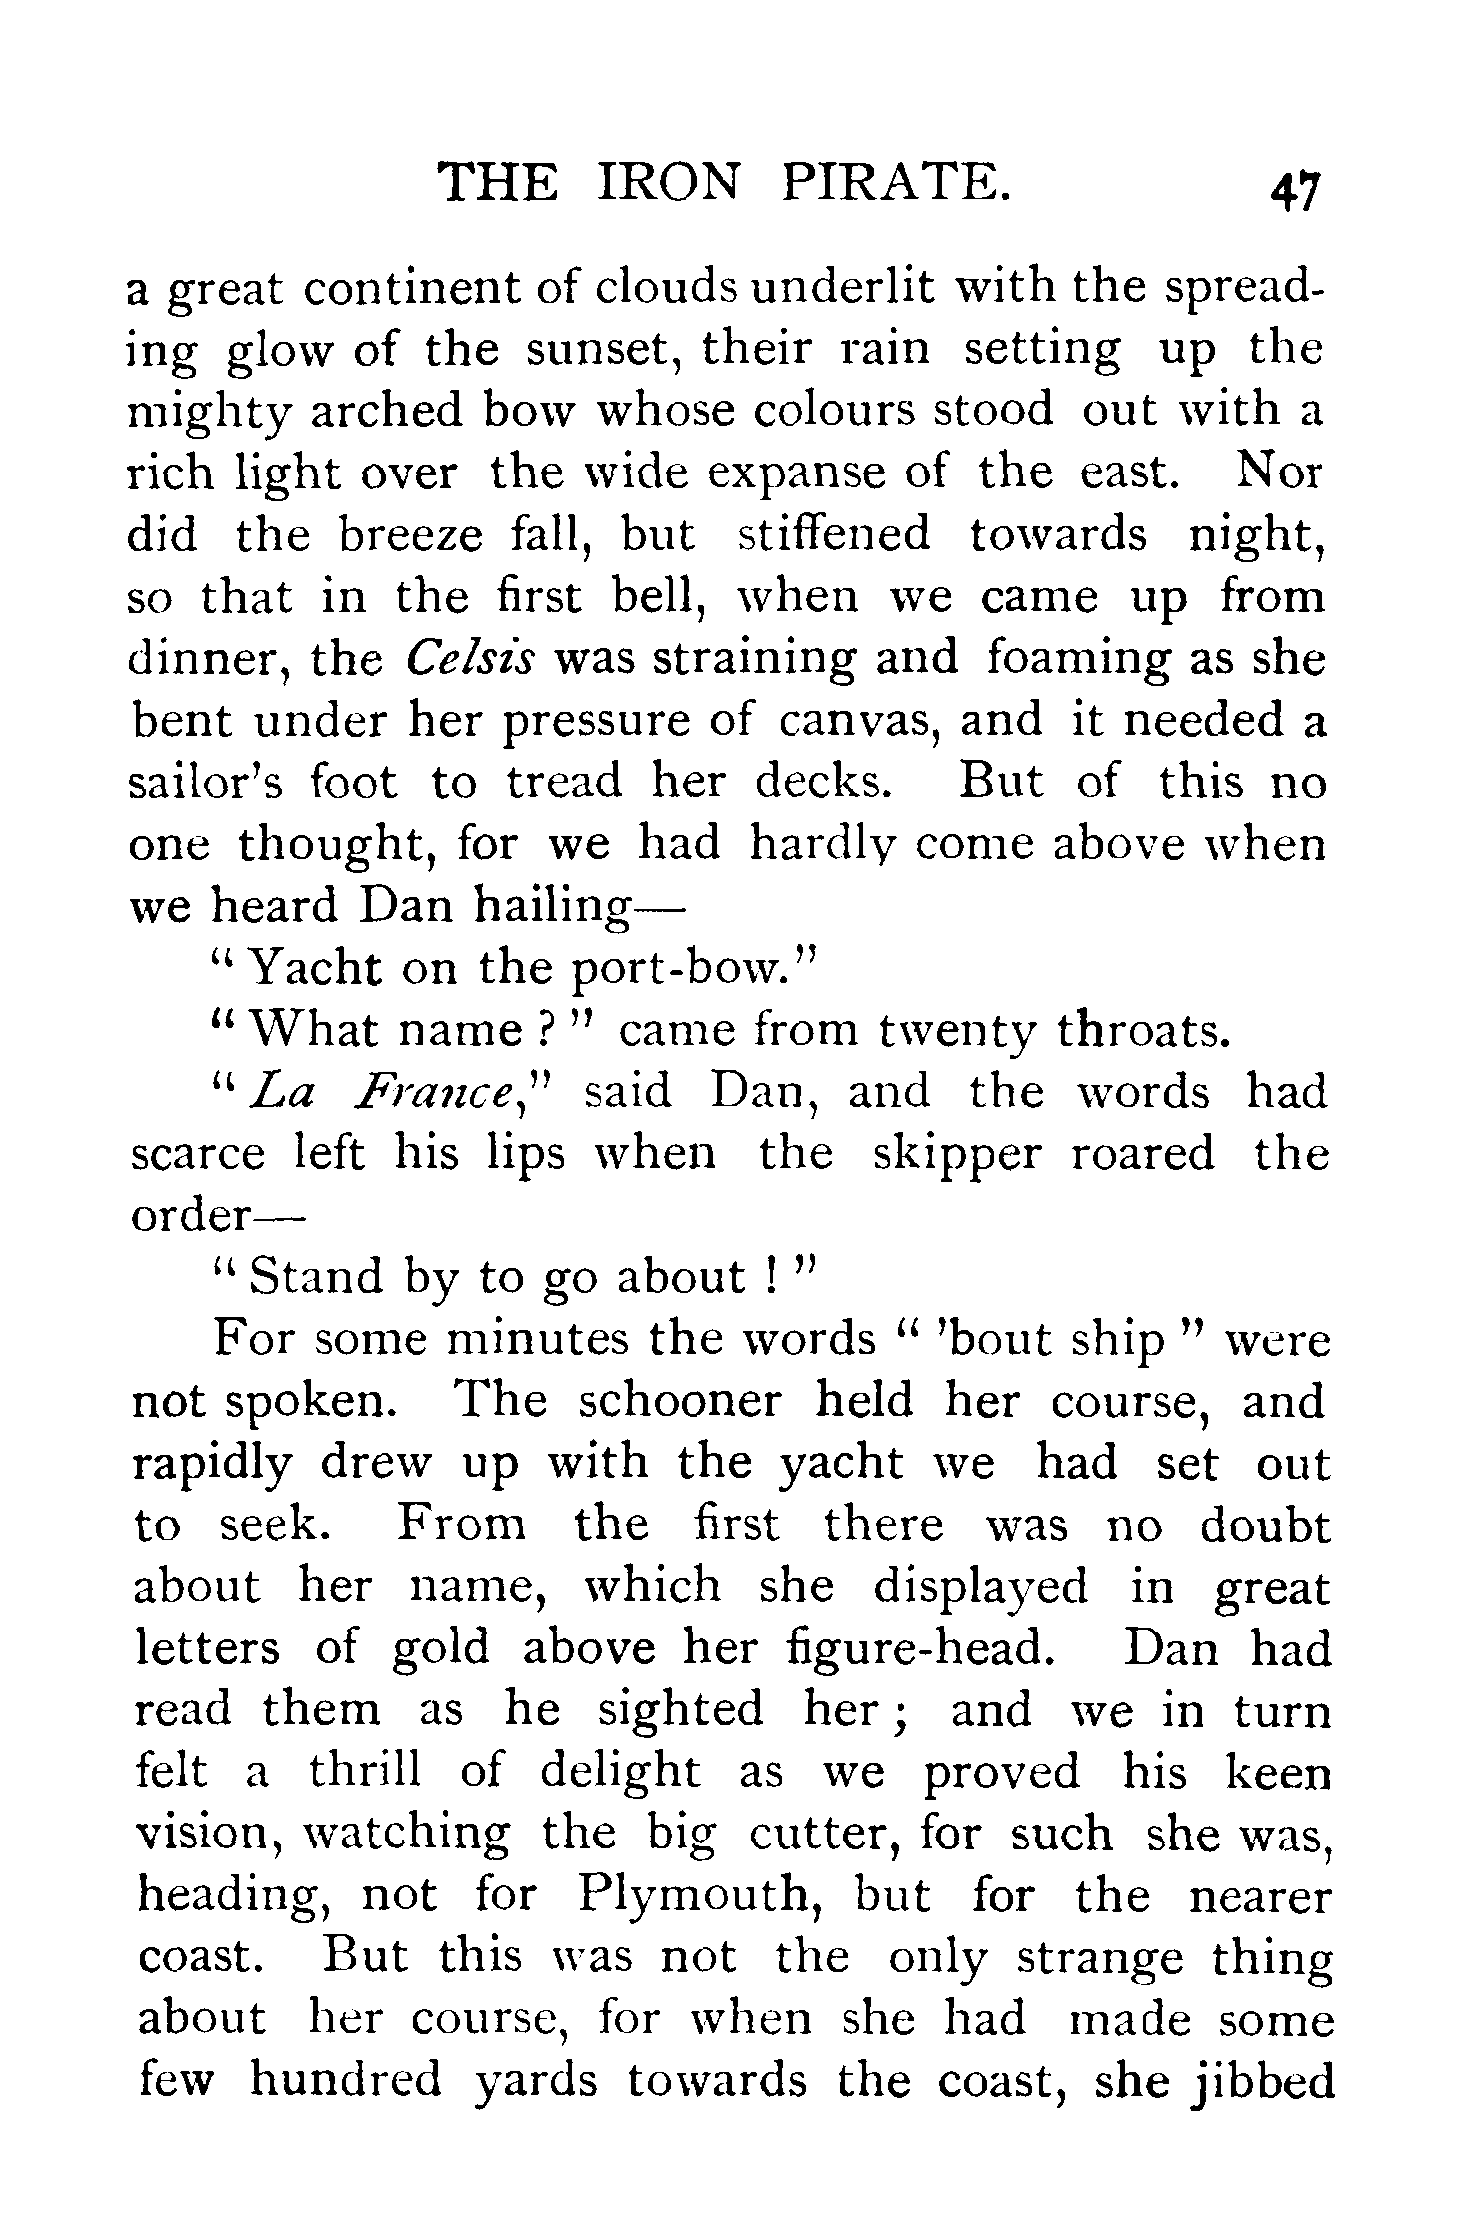 THE IRON PIRATE. 47
a great continent of clouds underlit with the spread-
ing glow of the sunset, their rain setting up the
mighty arched bow whose colours stood out with a
rich light over the wide expanse of the east. Nor
did the breeze fall, but stiffened towards night,
so that in the first bell, when we came up from
dinner, the Celsis was straining and foaming as she
bent under her pressure of canvas, and it needed a
sailor's foot to tread her decks. But of this no
one thought, for we had hardly come above when
we heard Dan hailing—
“ Yacht on the port-bow.”
“ What name ? ” came from twenty throats.
“ La France,” said Dan, and the words had
scarce left his lips when the skipper roared the
order—
“ Stand by to go about ! ”
For some minutes the words “ ’bout ship ” were
not spoken. The schooner held her course, and
rapidly drew up with the yacht we had set out
to seek. From the first there was no doubt
about her name, which she displayed in great
letters of gold above her figure-head. Dan had
read them as he sighted her ; and we in turn
felt a thrill of delight as we proved his keen
vision, watching the big cutter, for such she was,
heading, not for Plymouth, but for the nearer
coast. But this was not the only strange thing
about her course, for when she had made some
few hundred yards towards the coast, she jibbed